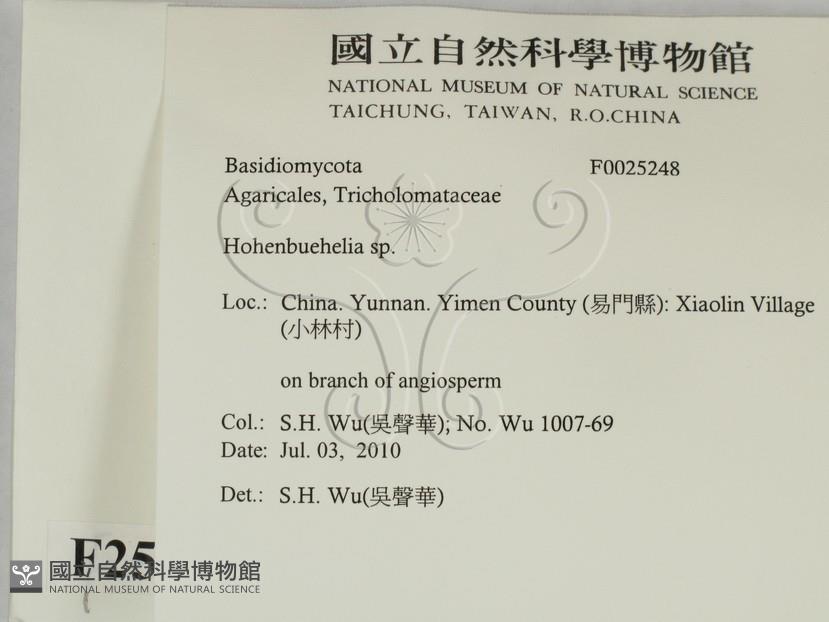 國立自然科學博物館
NATIONAL MUSEUM OF NATURAL SCIENCE
TAICHUNG, TAIWAN, R.O.CHINA
Basidiomycota F0025248
Agaricales, Tricholomataceae
Hohenbuehelia sp.
Loc.: China. Yunnan. Yimen County (易門縣): Xiaolin Village
(小林村)
on branch of angiosperm
Col.: S.H. Wu(吳聲華); No. Wu 1007-69
Date: Jul. 03, 2010
Det.: S.H. Wu(吳聲華)
F25
國立自然科學博物館
NATIONAL MUSEUM OF NATURAL SCIENCE